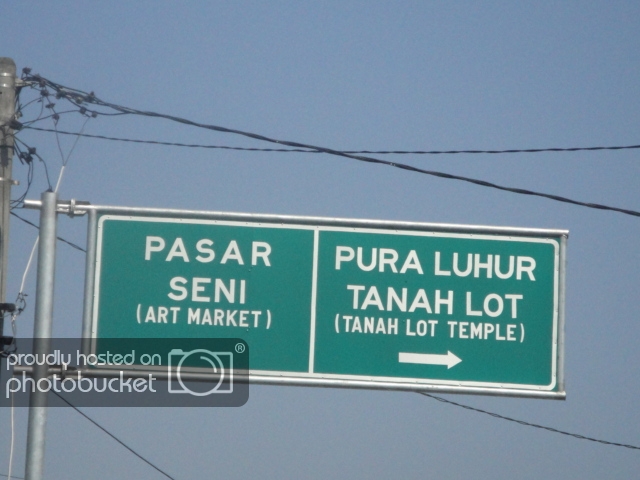 PASAR
SENI
(ART MARKET)
PURA LUHUR
TANAH LOT
(TANAH LOT TEMPLE)
proudly hosted on
photobucket®